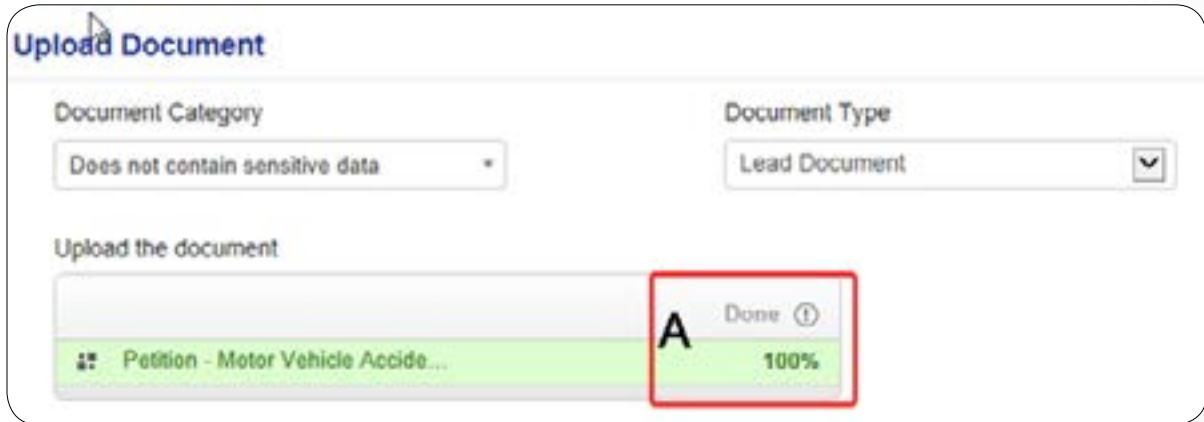 Upload Document
Document Category
Document Type
Does not contain sensitive data
Lead Document
Upload the document
A
Done
Petition - Motor Vehicle Accide...
100%